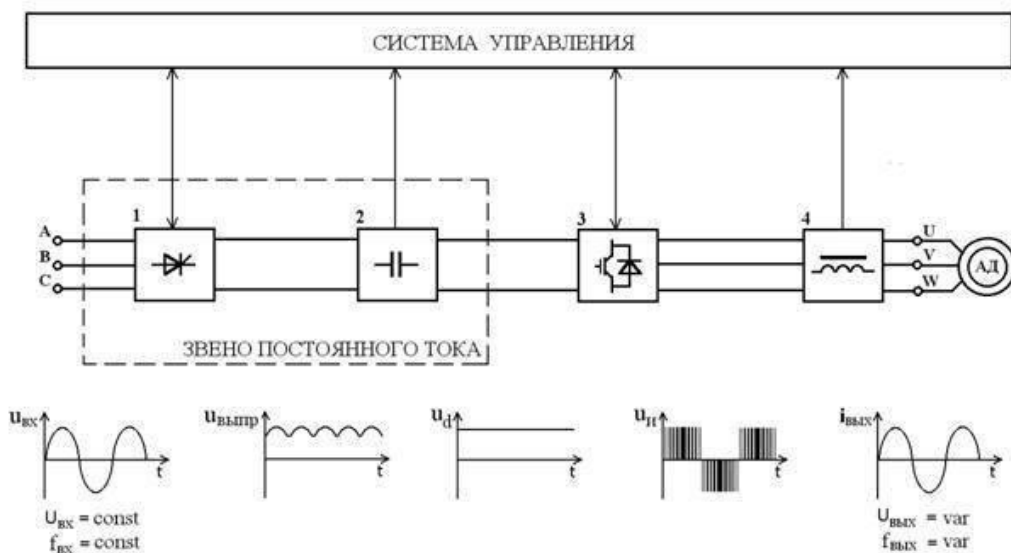 СИСТЕМА УПРАВЛЕНИЯ
1
2
3
4
A
B
C
U
V
W
АД
ЗВЕНО ПОСТОЯННОГО ТОКА
uвх
t
uвыпр
t
ud
t
uИ
t
iвых
t
Uвх = const
fвх = const
Uвых = var
fвых = var